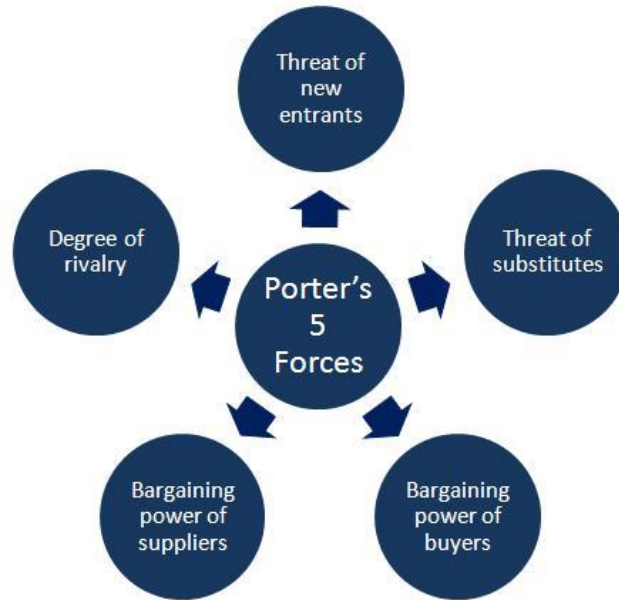 Threat of
new
entrants
Degree of
rivalry
Threat of
substitutes
Porter’s
5
Forces
Bargaining
power of
suppliers
Bargaining
power of
buyers